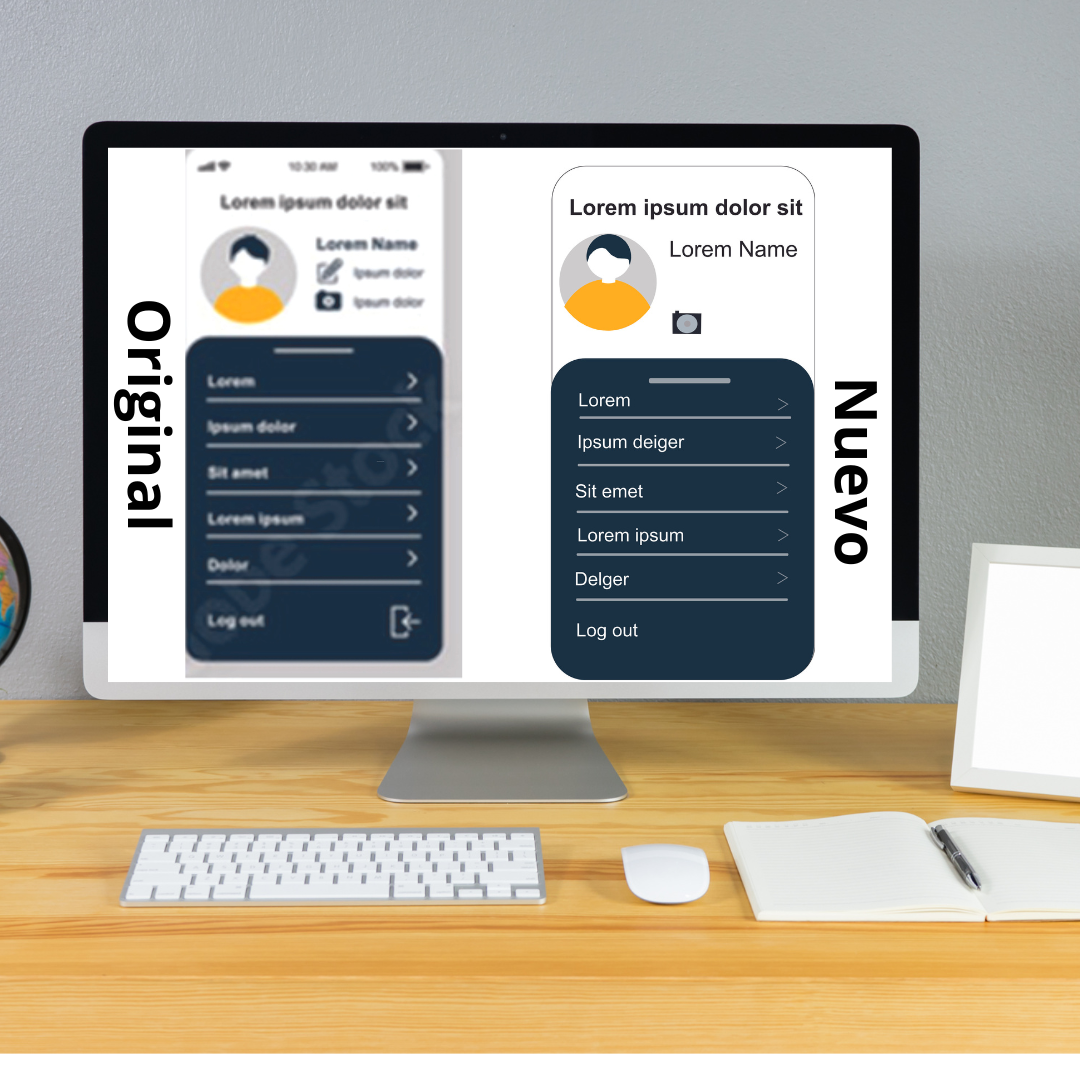 Original
10:30 AM 100%
Lorem ipsum dolor sit
Lorem Name
Ipsum dolor
Ipsum dolor
Lorem
Ipsum dolor
Sit amet
Lorem ipsum
Dolor
Log out
Lorem ipsum dolor sit
Lorem Name
Lorem
Ipsum deiger
Sit emet
Lorem ipsum
Delger
Log out
Nuevo